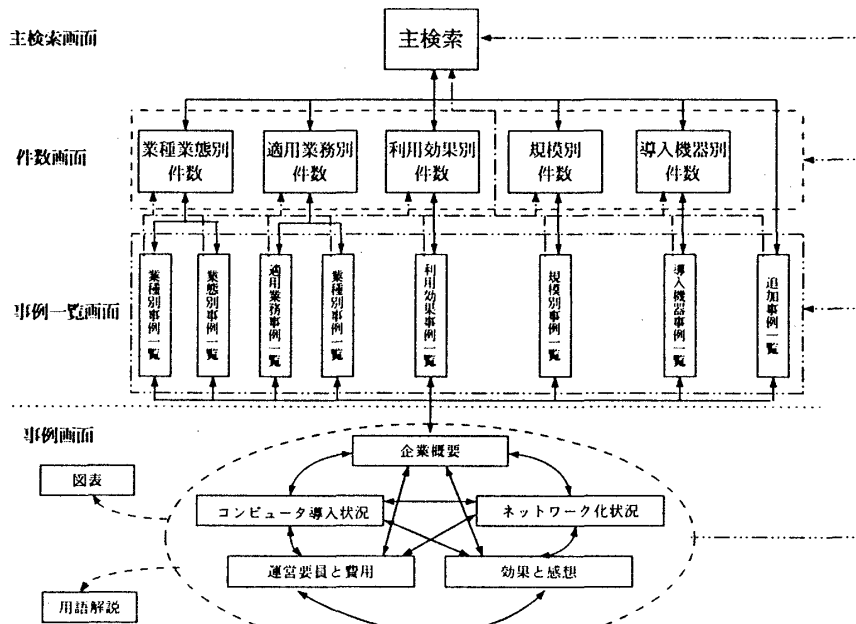 主検索画面
主検索
件数画面
業種業態別
件数
適用業務別
件数
利用効果別
件数
規模別
件数
導入機器別
件数
事例一覧画面
業種別事例一覧
業態別事例一覧
適用業務事例一覧
業種別事例一覧
利用効果事例一覧
規模別事例一覧
導入機器事例一覧
追加事例一覧
事例画面
企業概要
図表
コンピュータ導入状況
ネットワーク化状況
運営要員と費用
効果と感想
用語解説